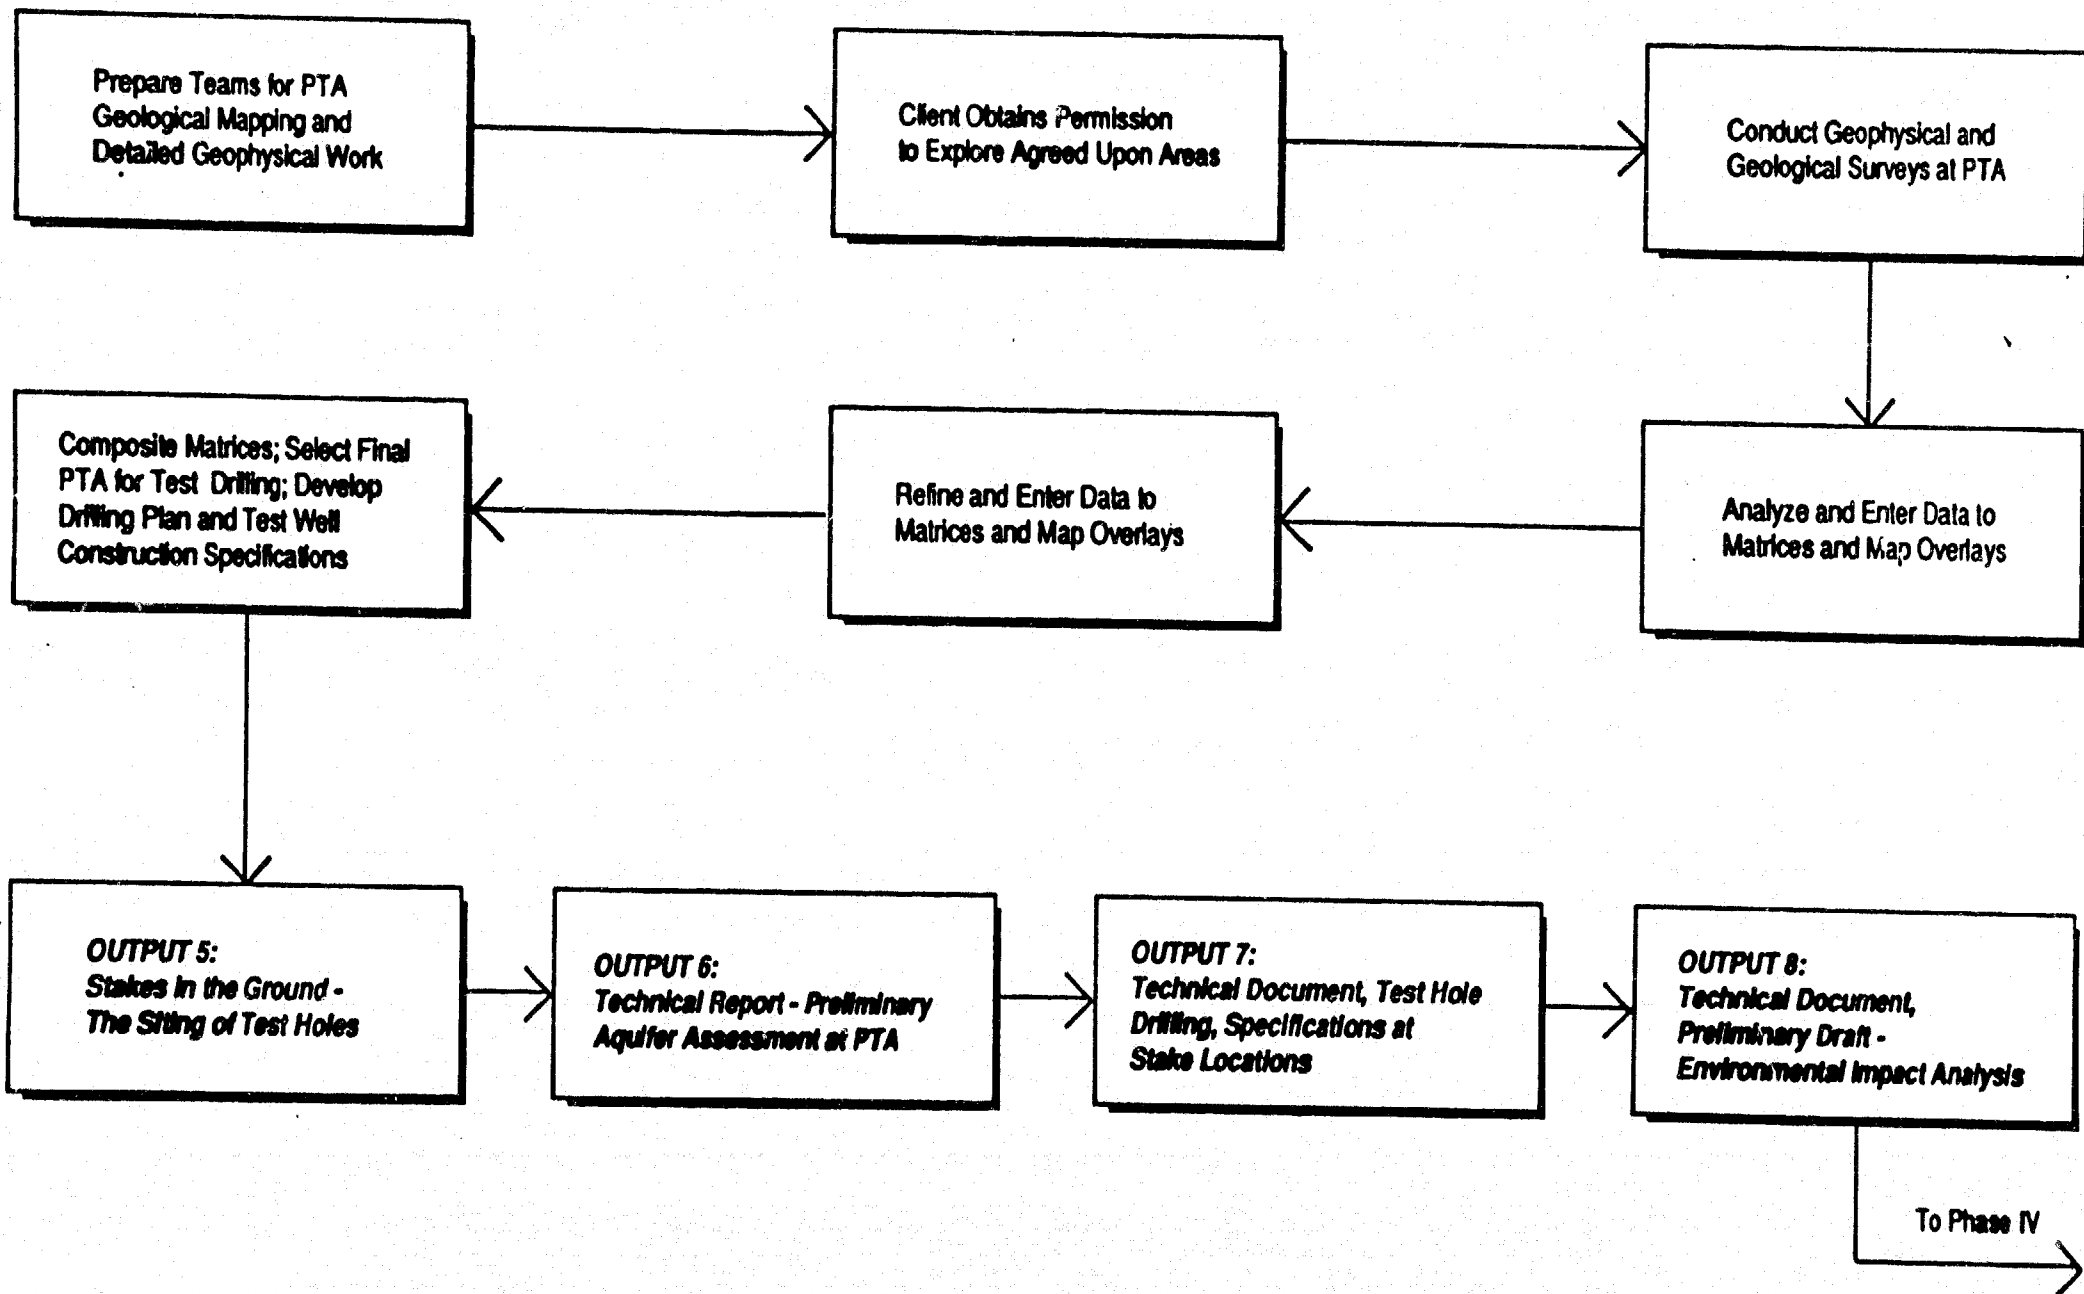 Prepare Teams for PTA
Geological Mapping and
Detailed Geophysical Work
Client Obtains Permission
to Explore Agreed Upon Areas
Conduct Geophysical and
Geological Surveys at PTA
Analyze and Enter Data to
Matrices and Map Overlays
Refine and Enter Data to
Matrices and Map Overlays
Composite Matrices; Select Final
PTA for Test Drilling; Develop
Drilling Plan and Test Well
Construction Specifications
OUTPUT 5:
Stakes in the Ground -
The Siting of Test Holes
OUTPUT 6:
Technical Report - Preliminary
Aquifer Assessment at PTA
OUTPUT 7:
Technical Document, Test Hole
Drilling, Specifications at
Stake Locations
OUTPUT 8:
Technical Document,
Preliminary Draft -
Environmental Impact Analysis
To Phase IV